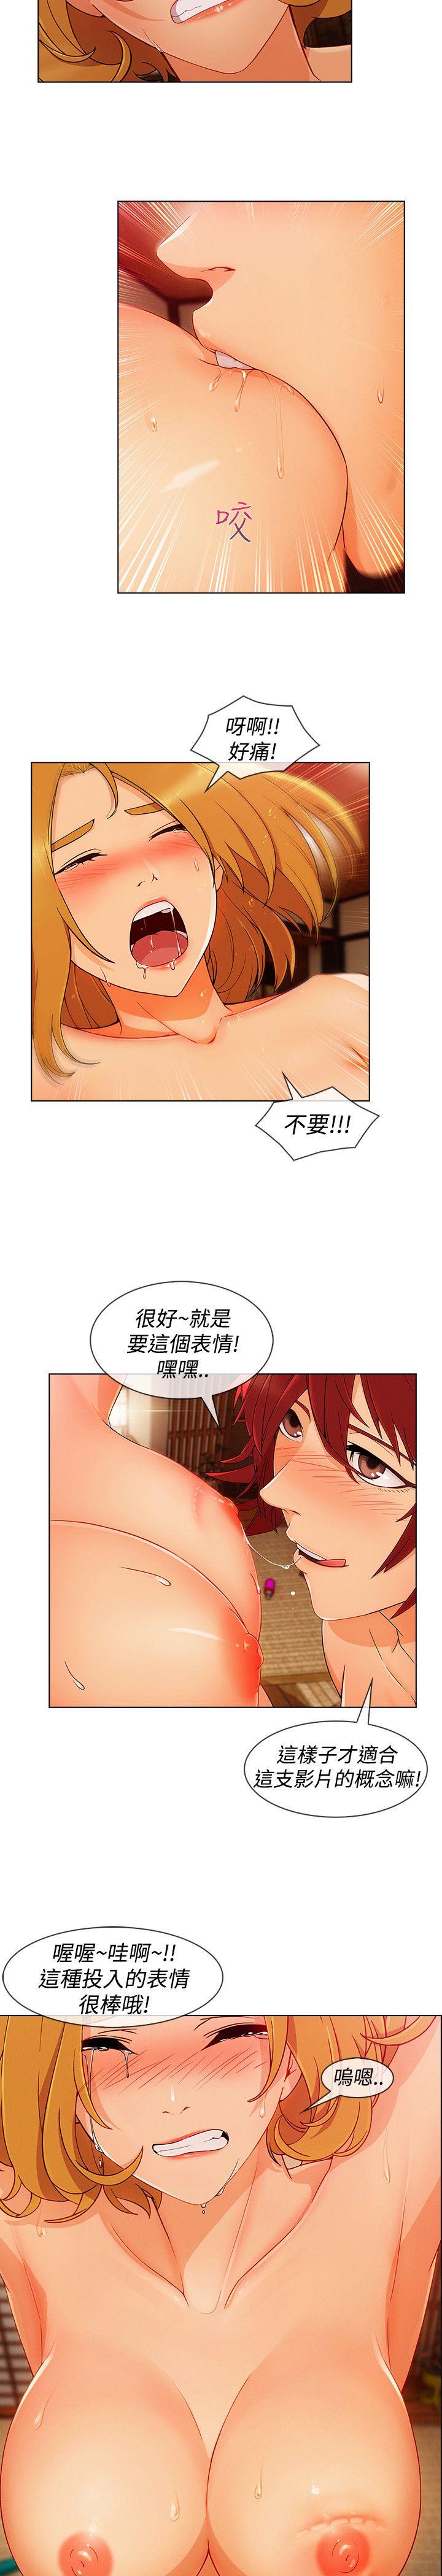 咬
呀啊!!
好痛!
不要!!!
很好~就是
要這個表情!
嘿嘿..
這樣子才適合
這支影片的概念嘛!
喔喔~哇啊~!!
這種投入的表情
很棒哦!
嗚嗯..